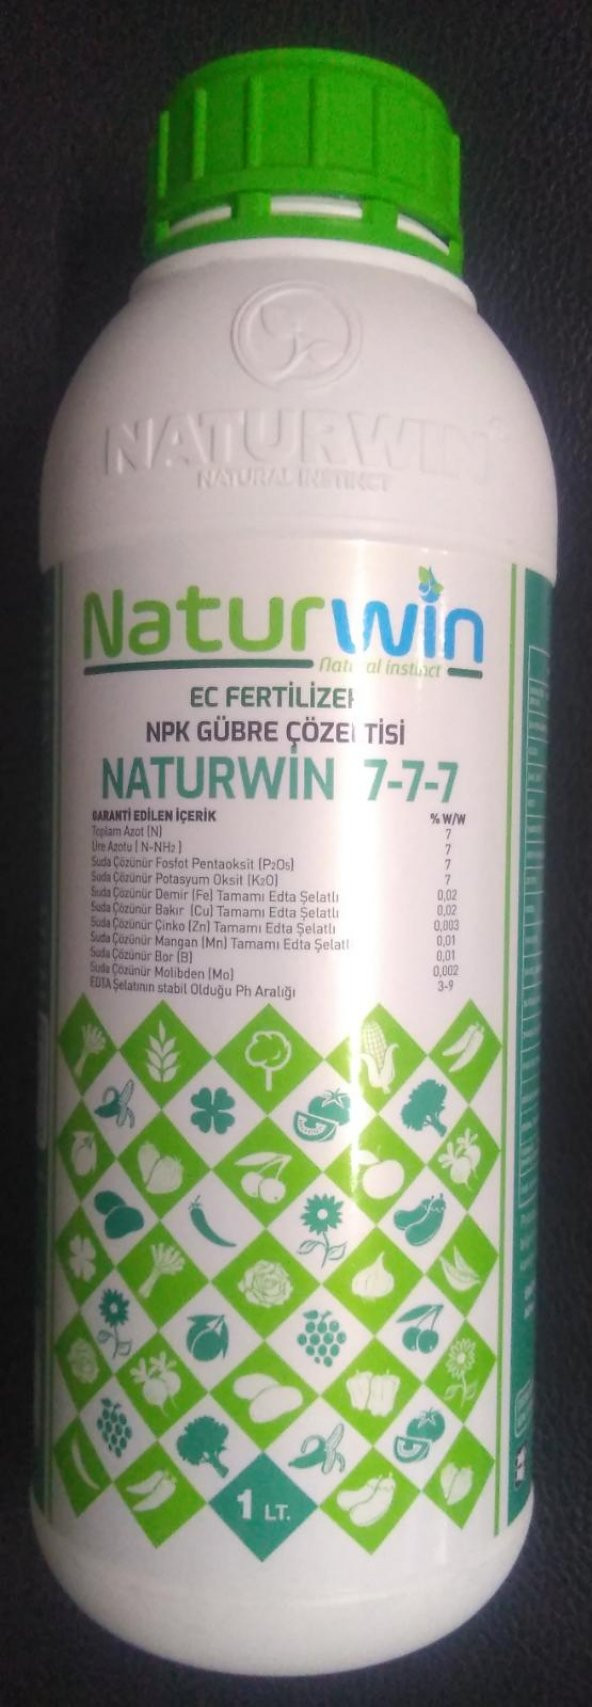 NATURWIN
NATURAL INSTINCT
Naturwin
Natural instinct
EC FERTILIZER
NPK GÜBRE ÇÖZELTİSİ
NATURWİN 7-7-7
GARANTİ EDİLEN İÇERİK % W/W
Toplam Azot (N) 7
Üre Azotu ( N-NH2 ) 7
Suda Çözünür Fosfot Pentaoksit (P2O5) 7
Suda Çözünür Potasyum Oksit (K2O) 7
Suda Çözünür Demir (Fe) Tamamı Edta Şelatlı 0,02
Suda Çözünür Bakır (Cu) Tamamı Edta Şelatlı 0,02
Suda Çözünür Çinko (Zn) Tamamı Edta Şelatlı 0,003
Suda Çözünür Mangan (Mn) Tamamı Edta Şelatlı 0,01
Suda Çözünür Bor (B) 0,01
Suda Çözünür Molibden (Mo) 0,002
EDTA Şelatının stabil Olduğu Ph Aralığı 3-9
1 LT.